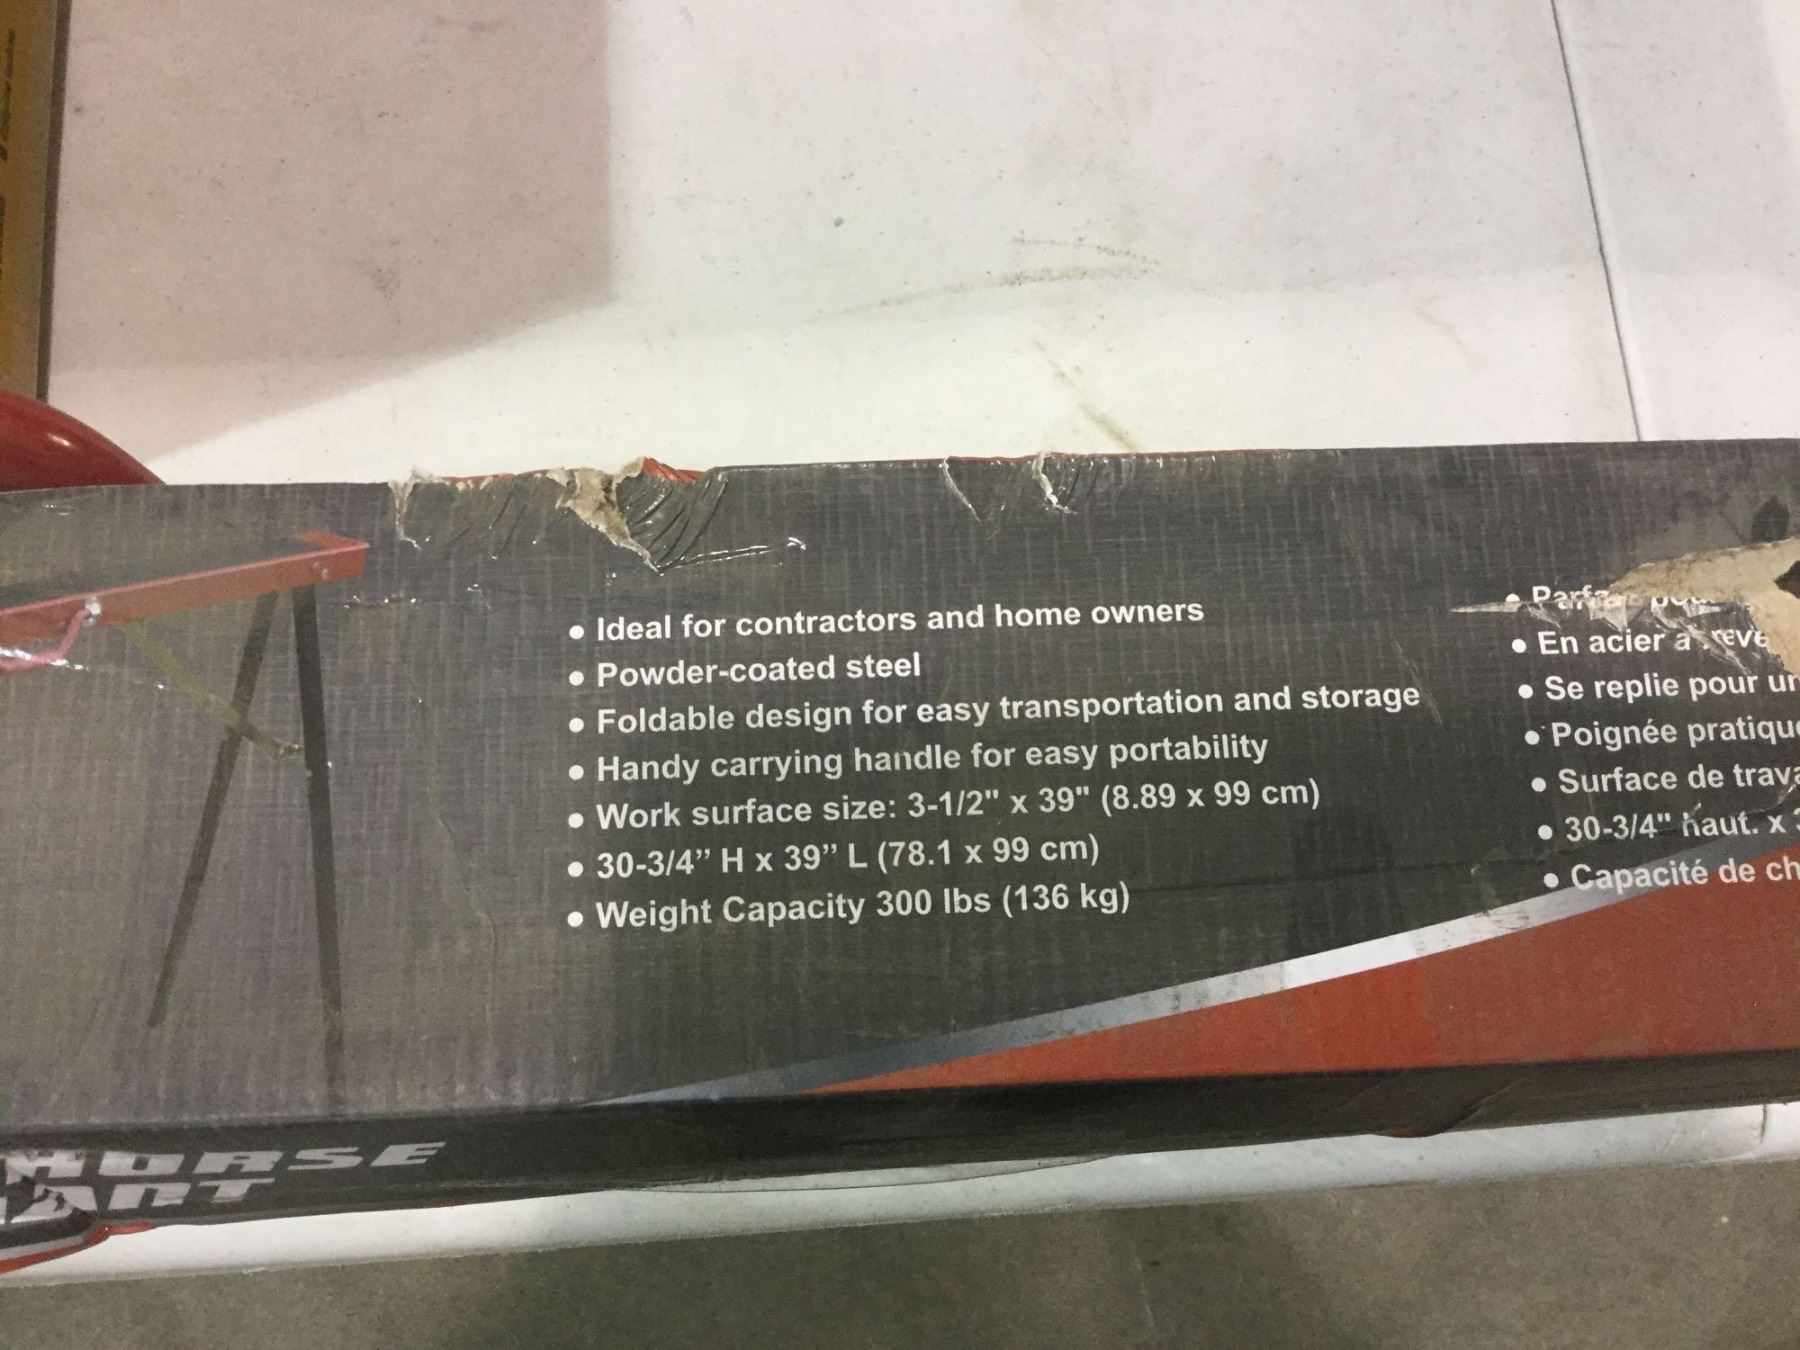 • Ideal for contractors and home owners
• Powder-coated steel
• Foldable design for easy transportation and storage
• Handy carrying handle for easy portability
• Work surface size: 3-1/2" x 39" (8.89 x 99 cm)
• 30-3/4” H x 39” L (78.1 x 99 cm)
• Weight Capacity 300 lbs (136 kg)
• En acier à
• Se replie pour un
• Poignée pratique
• Surface de trava
• 30-3/4" haut. x
• Capacité de ch
HORSE